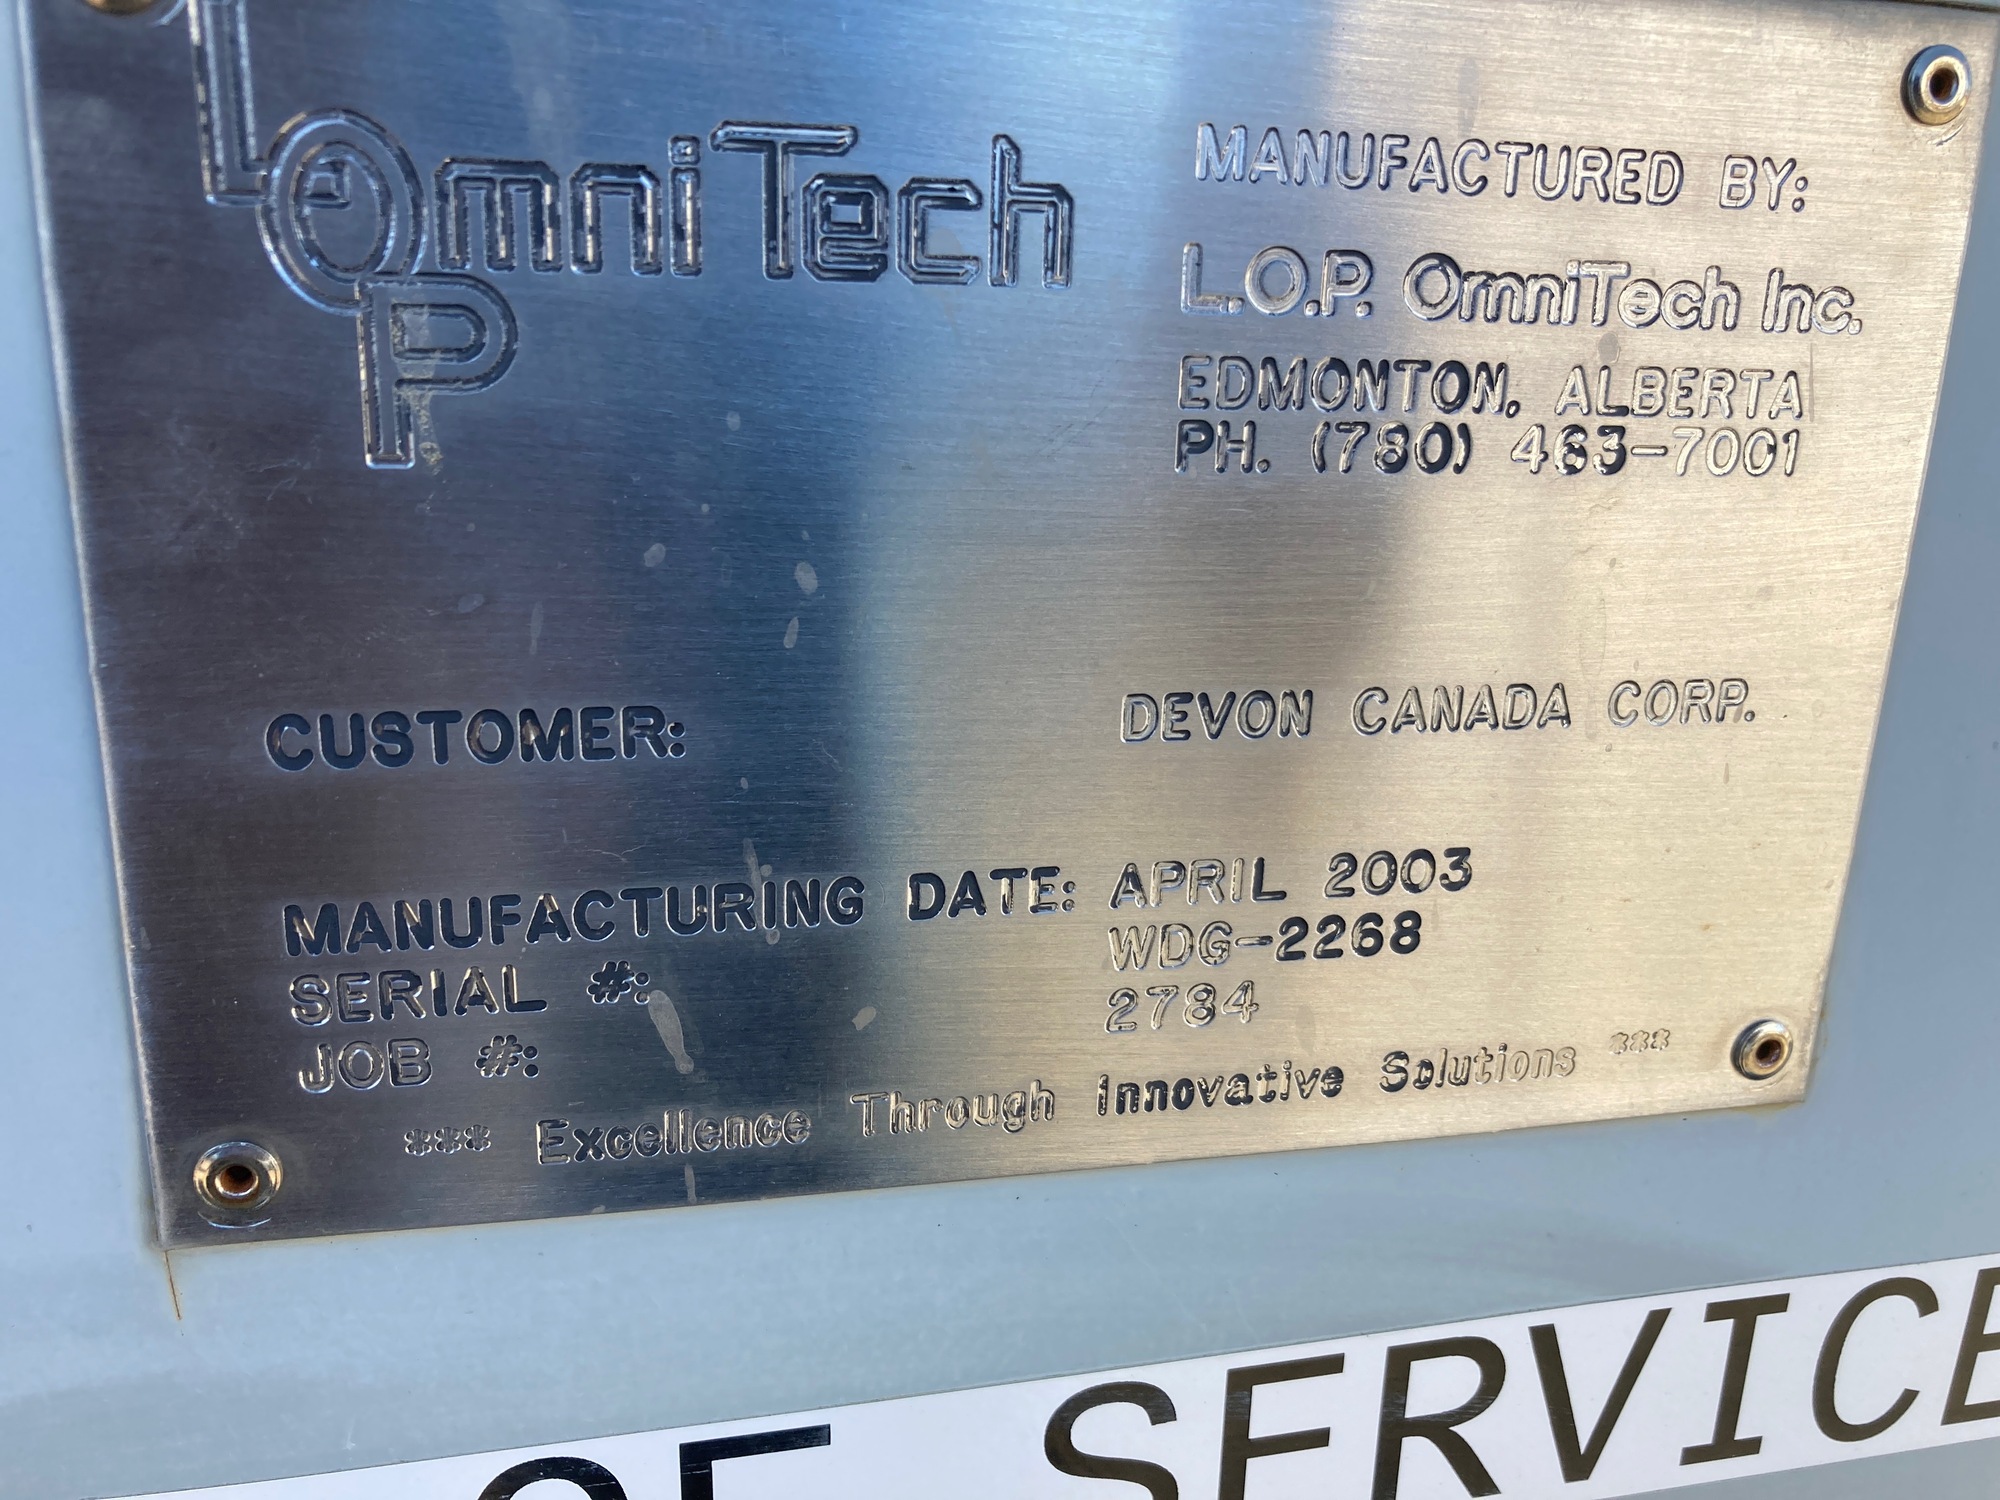 LOP OmniTech
MANUFACTURED BY:
L.O.P. OmniTech Inc.
EDMONTON, ALBERTA
PH. (780) 463-7001
CUSTOMER: DEVON CANADA CORP.
MANUFACTURING DATE: APRIL 2003
SERIAL #: WDG-2268
JOB #: 2784
*** Excellence Through Innovative Solutions ***
OF SERVICE